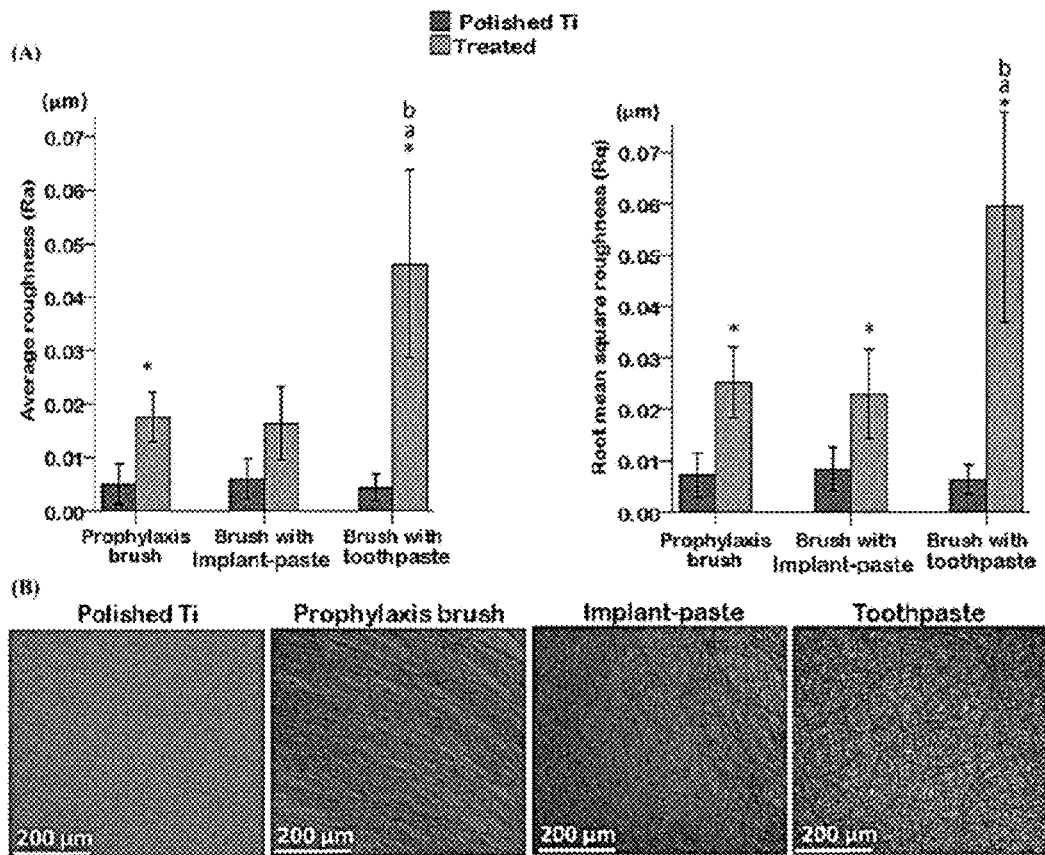 Polished Ti
Treated
(A)
(μm)
0.07
0.06
0.05
0.04
0.03
0.02
0.01
0.00
Average roughness (Ra)
*
b
a
*
Prophylaxis brush
Brush with Implant-paste
Brush with toothpaste
(μm)
0.07
0.06
0.05
0.04
0.03
0.02
0.01
0.00
Root mean square roughness (Rq)
*
*
b
a
*
Prophylaxis brush
Brush with Implant-paste
Brush with toothpaste
(B)
Polished Ti
Prophylaxis brush
Implant-paste
Toothpaste
200 μm
200 μm
200 μm
200 μm